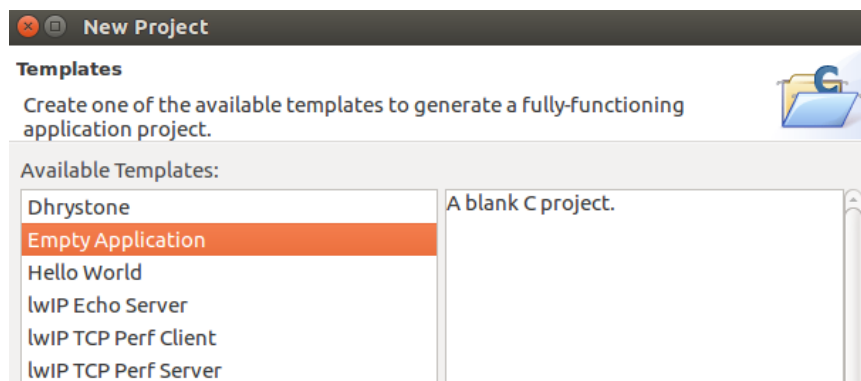 New Project
Templates
Create one of the available templates to generate a fully-functioning
application project.
Available Templates:
Dhrystone
Empty Application
Hello World
lwIP Echo Server
lwIP TCP Perf Client
lwIP TCP Perf Server
A blank C project.